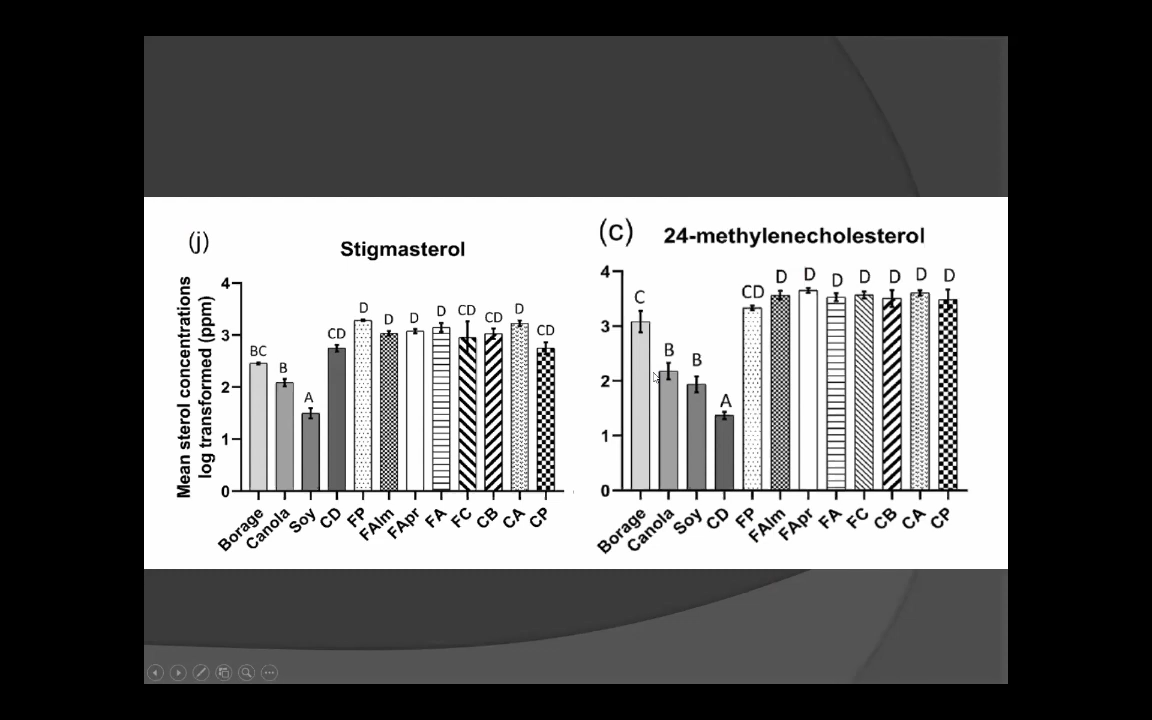 (j)
Stigmasterol
Mean sterol concentrations
log transformed (ppm)
4
3
2
1
0
BC
B
A
CD
D
D
D
D
CD
CD
D
CD
Borage
Canola
Soy
CD
FP
FAlm
FApr
FA
FC
CB
CA
CP
(c)
24-methylenecholesterol
4
3
2
1
0
C
B
B
A
CD
D
D
D
D
D
D
D
Borage
Canola
Soy
CD
FP
FAlm
FApr
FA
FC
CB
CA
CP